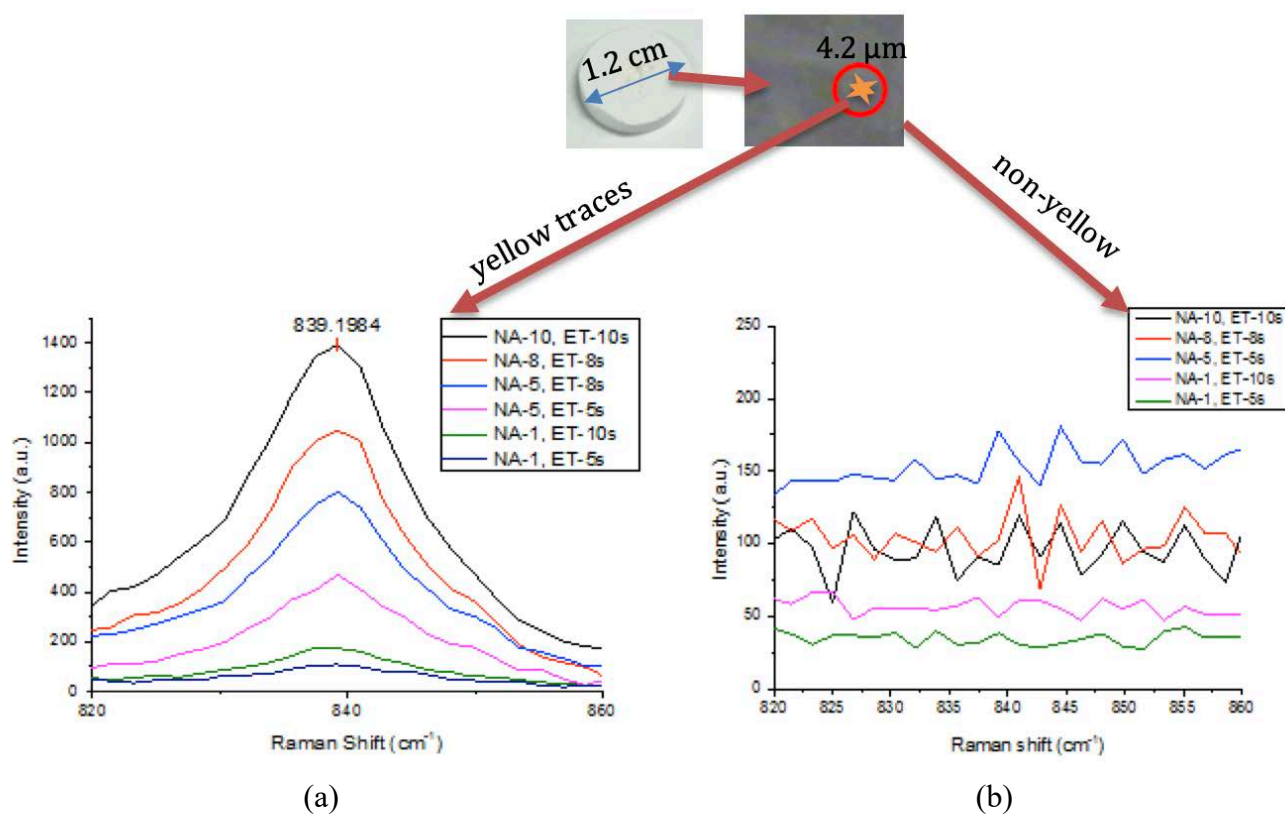 1.2 cm
4.2 µm
yellow traces
non-yellow
839.1984
NA-10, ET-10s
NA-8, ET-8s
NA-5, ET-8s
NA-5, ET-5s
NA-1, ET-10s
NA-1, ET-5s
1400
1200
1000
800
600
400
200
0
Intensity (a.u.)
820
840
860
Raman Shift (cm⁻¹)
(a)
NA-10, ET-10s
NA-8, ET-8s
NA-5, ET-5s
NA-1, ET-10s
NA-1, ET-5s
250
200
150
100
50
0
Intensity (a.u.)
820
825
830
835
840
845
850
855
860
Raman shift (cm⁻¹)
(b)